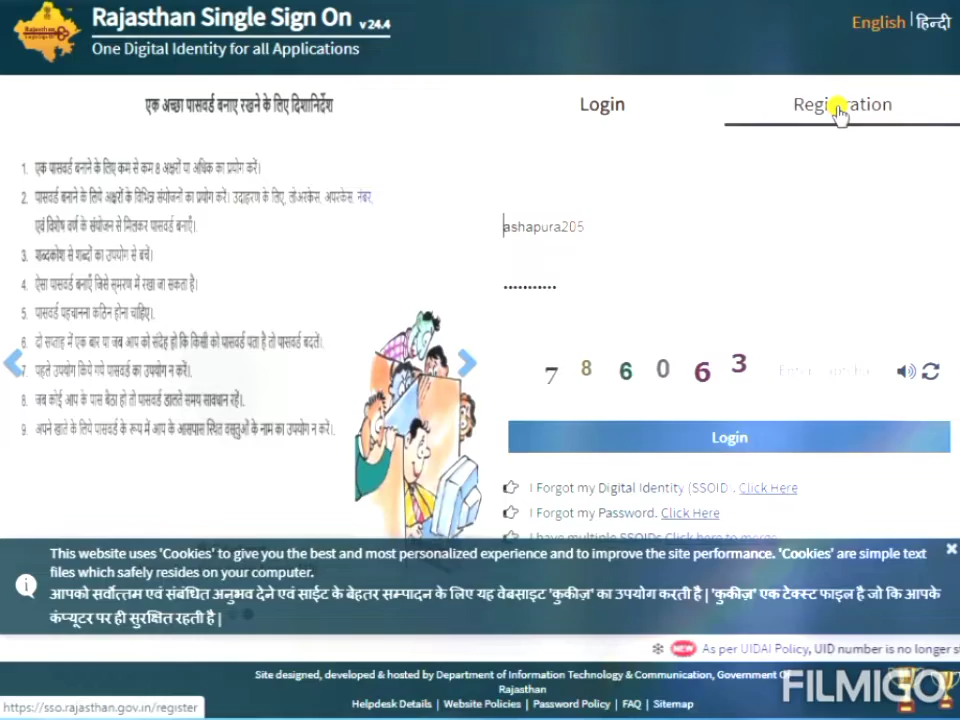 Rajasthan Single Sign On v 24.4
One Digital Identity for all Applications
English | हिन्दी
एक अच्छा पासवर्ड बनाए रखने के लिए दिशानिर्देश
1. एक पासवर्ड बनाने के लिए कम से कम 8 अक्षरों या अधिक का प्रयोग करें।
2. पासवर्ड बनाने के लिये अक्षरों के विभिन्न संयोजनों का प्रयोग करें। उदाहरण के लिए, लोअरकेस, अपरकेस, नंबर,
एवं विशेष वर्ण के संयोजन से मिलकर पासवर्ड बनाएँ।
3. शब्दकोश से शब्दों का उपयोग से बचें।
4. ऐसा पासवर्ड बनाएँ जिसे स्मरण में रखा जा सकता है।
5. पासवर्ड पहचानना कठिन होना चाहिए।
6. दो सप्ताह में एक बार या जब आप को संदेह हो कि किसी को पासवर्ड पता है तो पासवर्ड बदलें।
7. पहले उपयोग किये गये पासवर्ड का उपयोग न करें।
8. जब कोई आप के पास बैठा हो तो पासवर्ड डालते समय सावधान रहें।
9. अपने खाते के लिये पासवर्ड के रूप में आप के आसपास स्थित वस्तुओं के नाम का उपयोग न करें।
Login
Registration
ashapura205
7 8 6 0 6 3
Login
I Forgot my Digital Identity (SSOID). Click Here
I Forgot my Password. Click Here
I have multiple SSOIDs Click here to merge
This website uses 'Cookies' to give you the best and most personalized experience and to improve the site performance. 'Cookies' are simple text
files which safely resides on your computer.
आपको सर्वोत्तम एवं संबंधित अनुभव देने एवं साईट के बेहतर सम्पादन के लिए यह वेबसाइट 'कुकीज़' का उपयोग करती है | 'कुकीज़' एक टेक्स्ट फाइल है जो कि आपके
कंप्यूटर पर ही सुरक्षित रहती है |
NEW As per UIDAI Policy, UID number is no longer
Site designed, developed & hosted by Department of Information Technology & Communication, Government Of
Rajasthan
Helpdesk Details | Website Policies | Password Policy | FAQ | Sitemap
https://sso.rajasthan.gov.in/register
FILMIGO